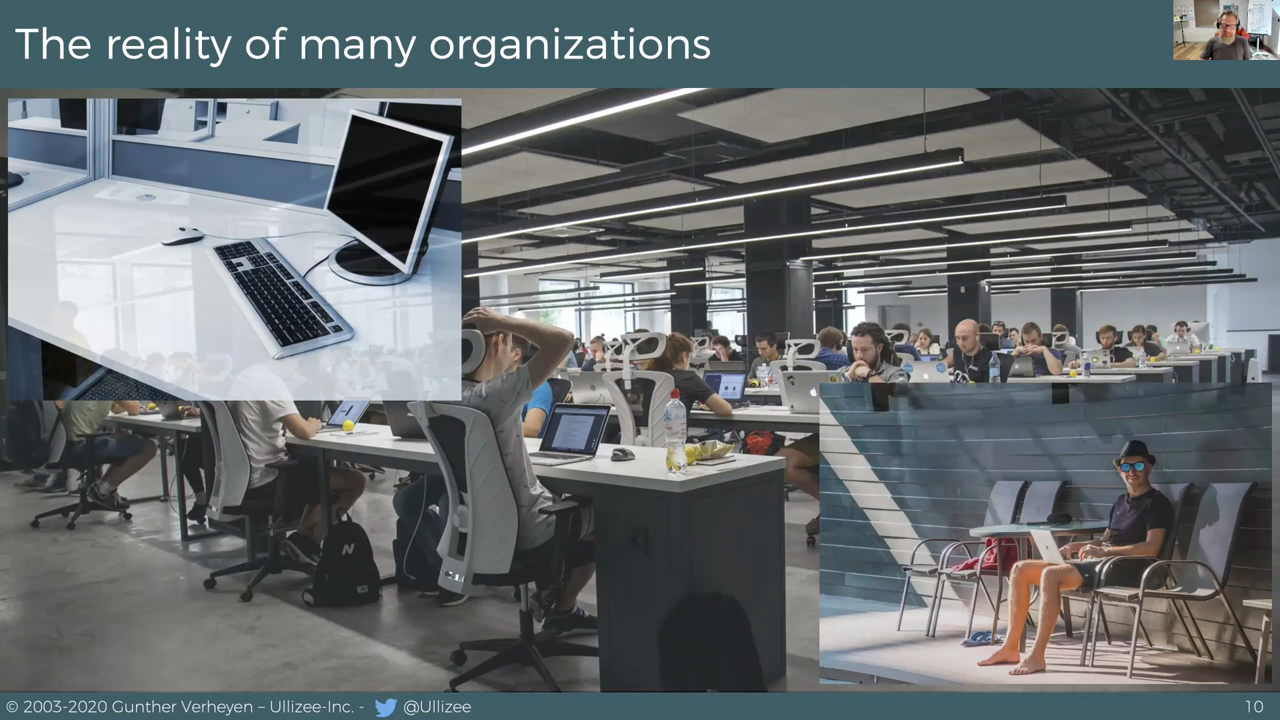 The reality of many organizations
N
© 2003-2020 Gunther Verheyen – Ullizee-Inc. - @Ullizee
10